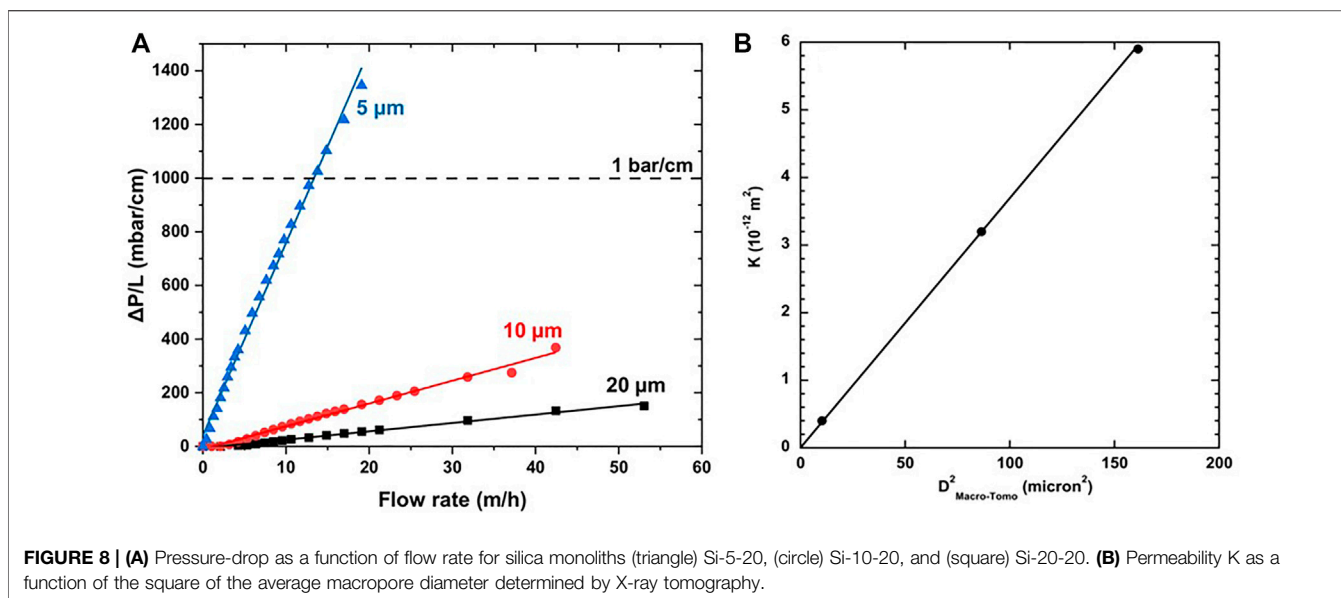 A
1400
1200
1000
800
600
400
200
0
ΔP/L (mbar/cm)
5 µm
1 bar/cm
10 µm
20 µm
0 10 20 30 40 50 60
Flow rate (m/h)
B
6
5
4
3
2
1
0
K (10⁻¹² m²)
0 50 100 150 200
D²Macro-Tomo (micron²)
FIGURE 8 | (A) Pressure-drop as a function of flow rate for silica monoliths (triangle) Si-5-20, (circle) Si-10-20, and (square) Si-20-20. (B) Permeability K as a
function of the square of the average macropore diameter determined by X-ray tomography.